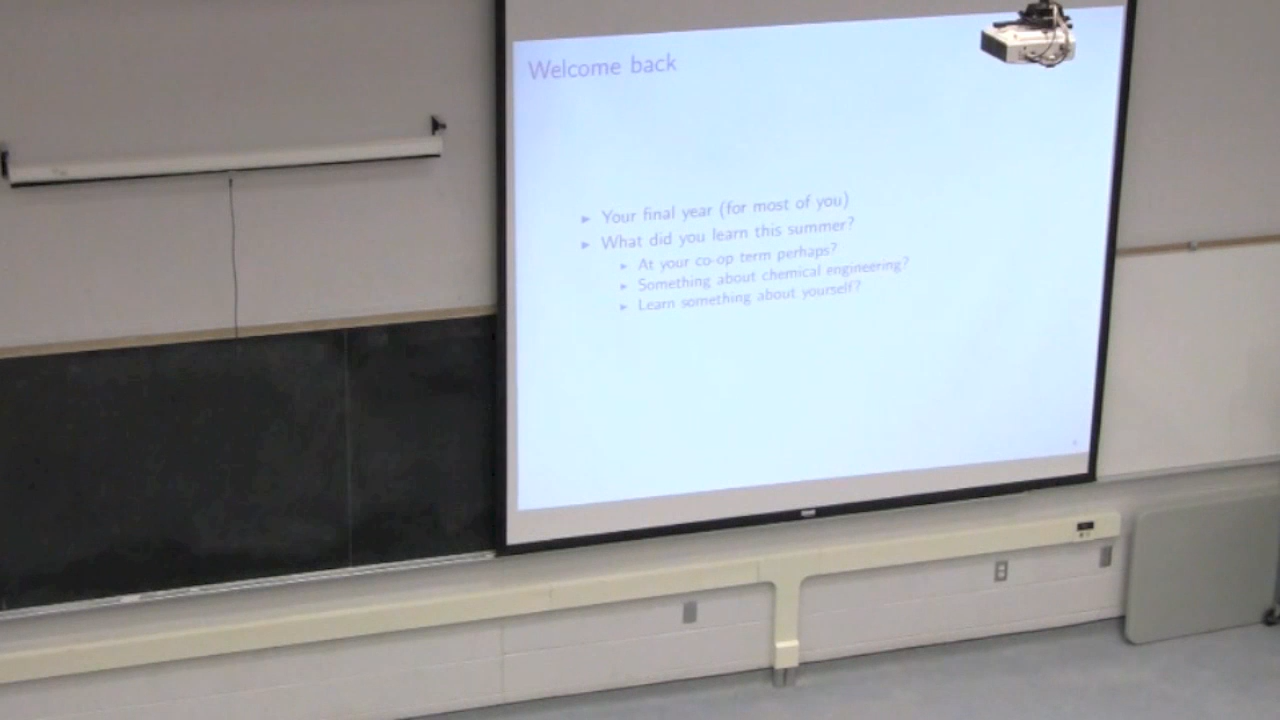 Welcome back
▶ Your final year (for most of you)
▶ What did you learn this summer?
▶ At your co-op term perhaps?
▶ Something about chemical engineering?
▶ Learn something about yourself?